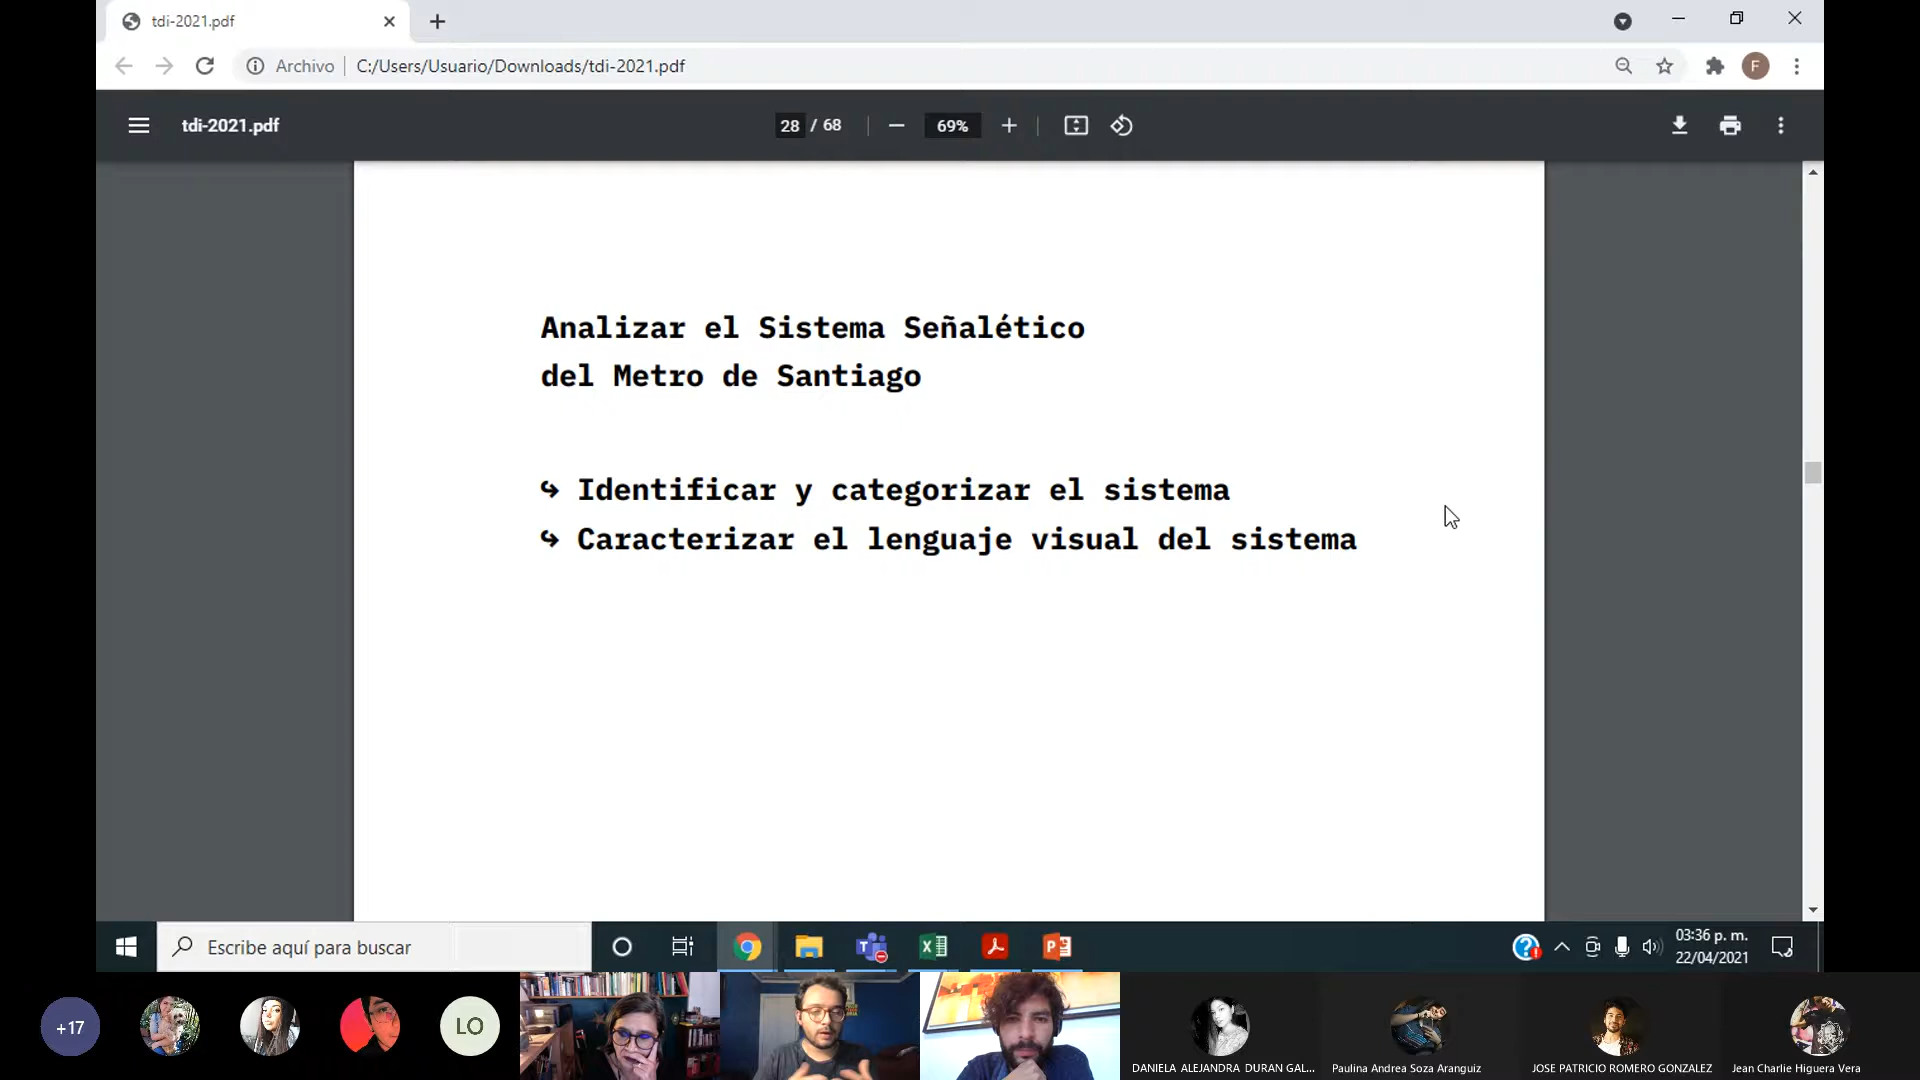 tdi-2021.pdf
Archivo
C:/Users/Usuario/Downloads/tdi-2021.pdf
F
tdi-2021.pdf
28 / 68
69%
Analizar el Sistema Señalético
del Metro de Santiago
↪ Identificar y categorizar el sistema
↪ Caracterizar el lenguaje visual del sistema
Escribe aquí para buscar
03:36 p. m.
22/04/2021
+17
LO
DANIELA ALEJANDRA DURAN GAL...
Paulina Andrea Soza Aranguiz
JOSE PATRICIO ROMERO GONZALEZ
Jean Charlie Higuera Vera